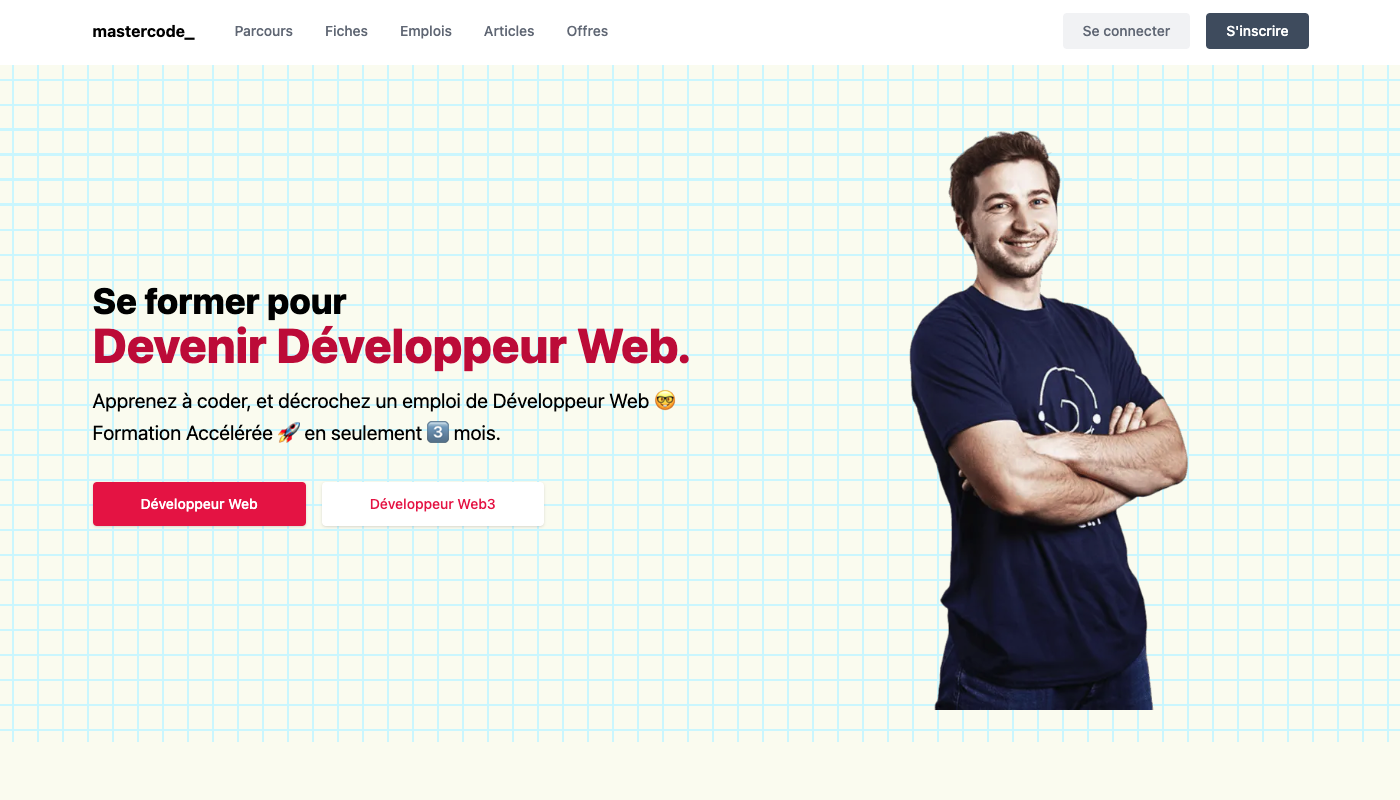 mastercode_
Parcours
Fiches
Emplois
Articles
Offres
Se connecter
S'inscrire
Se former pour
Devenir Développeur Web.
Apprenez à coder, et décrochez un emploi de Développeur Web 🤓
Formation Accélérée 🚀 en seulement 3️⃣ mois.
Développeur Web
Développeur Web3